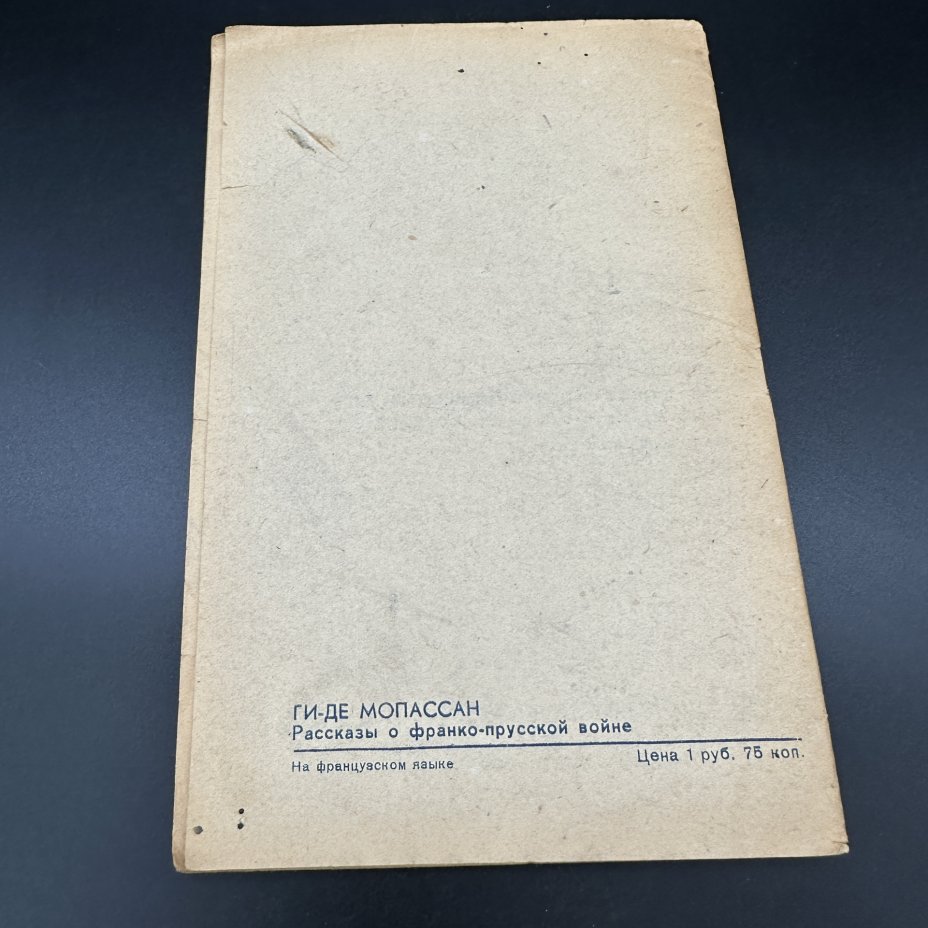 ГИ-ДЕ МОПАССАН
Рассказы о франко-прусской войне
На французском языке
Цена 1 руб. 75 коп.